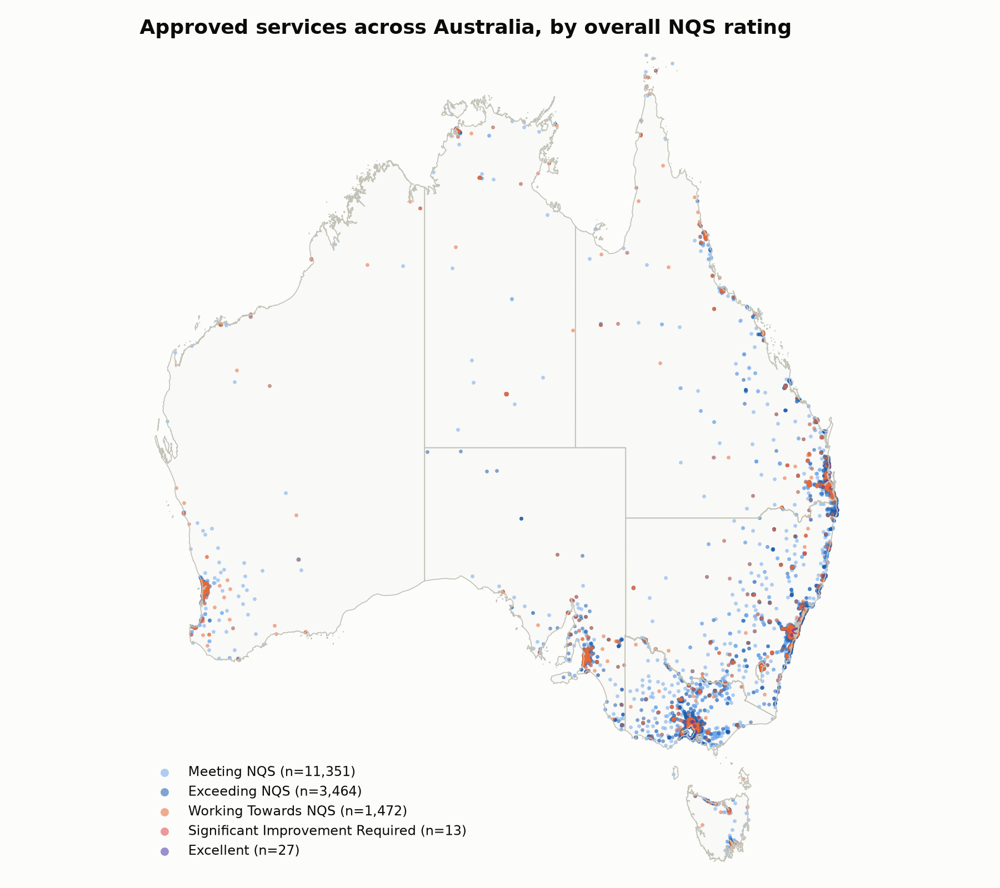 Approved services across Australia, by overall NQS rating
Meeting NQS (n=11,351)
Exceeding NQS (n=3,464)
Working Towards NQS (n=1,472)
Significant Improvement Required (n=13)
Excellent (n=27)